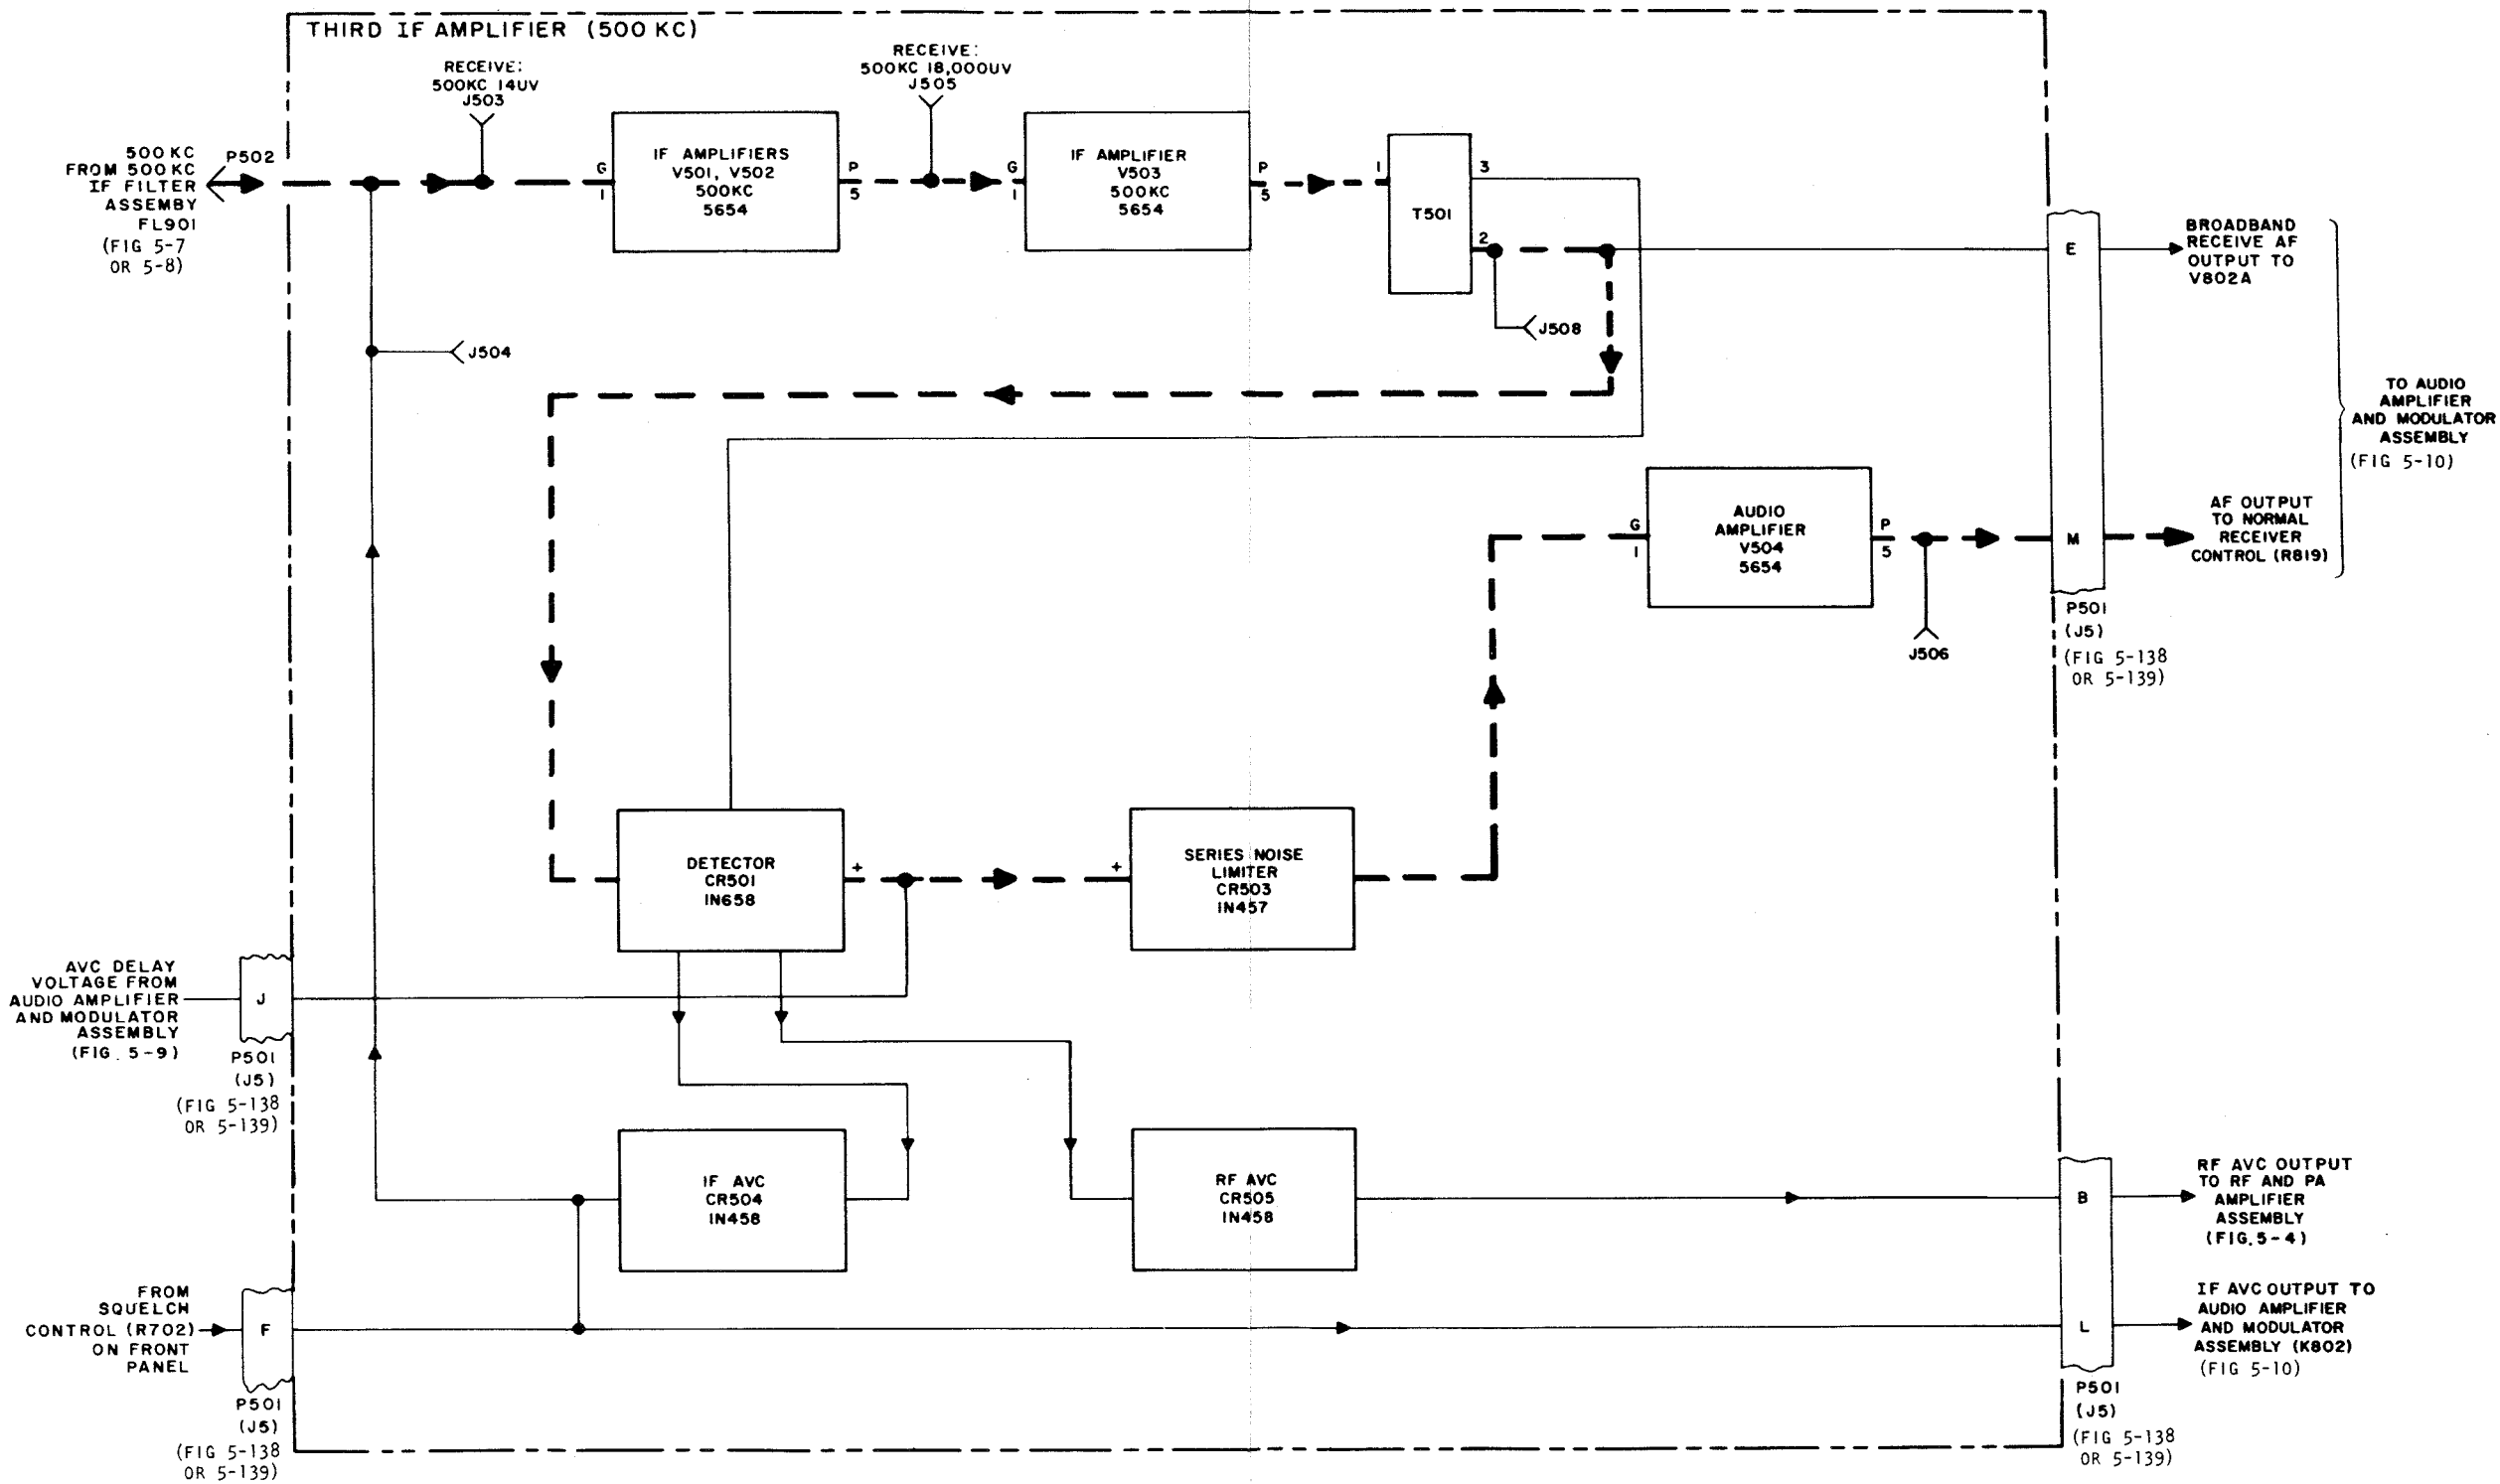 THIRD IF AMPLIFIER (500 KC)
RECEIVE:
500KC 14UV
J503
RECEIVE:
500KC 18,000UV
J505
500 KC
FROM 500 KC
IF FILTER
ASSEMBY
FL901
(FIG 5-7
OR 5-8)
P502
G
1
IF AMPLIFIERS
V501, V502
500KC
5654
P
5
G
1
IF AMPLIFIER
V503
500KC
5654
P
5
1
T501
3
2
J508
J504
E
BROADBAND
RECEIVE AF
OUTPUT TO
V802A
TO AUDIO
AMPLIFIER
AND MODULATOR
ASSEMBLY
(FIG 5-10)
G
1
AUDIO
AMPLIFIER
V504
5654
P
5
J506
M
AF OUTPUT
TO NORMAL
RECEIVER
CONTROL (R819)
P501
(J5)
(FIG 5-138
OR 5-139)
DETECTOR
CR501
IN658
+
+
SERIES NOISE
LIMITER
CR503
IN457
AVC DELAY
VOLTAGE FROM
AUDIO AMPLIFIER
AND MODULATOR
ASSEMBLY
(FIG. 5-9)
J
P501
(J5)
(FIG 5-138
OR 5-139)
IF AVC
CR504
IN458
RF AVC
CR505
IN458
B
RF AVC OUTPUT
TO RF AND PA
AMPLIFIER
ASSEMBLY
(FIG. 5-4)
FROM
SQUELCH
CONTROL (R702)
ON FRONT
PANEL
F
P501
(J5)
(FIG 5-138
OR 5-139)
L
IF AVC OUTPUT TO
AUDIO AMPLIFIER
AND MODULATOR
ASSEMBLY (K802)
(FIG 5-10)
P501
(J5)
(FIG 5-138
OR 5-139)